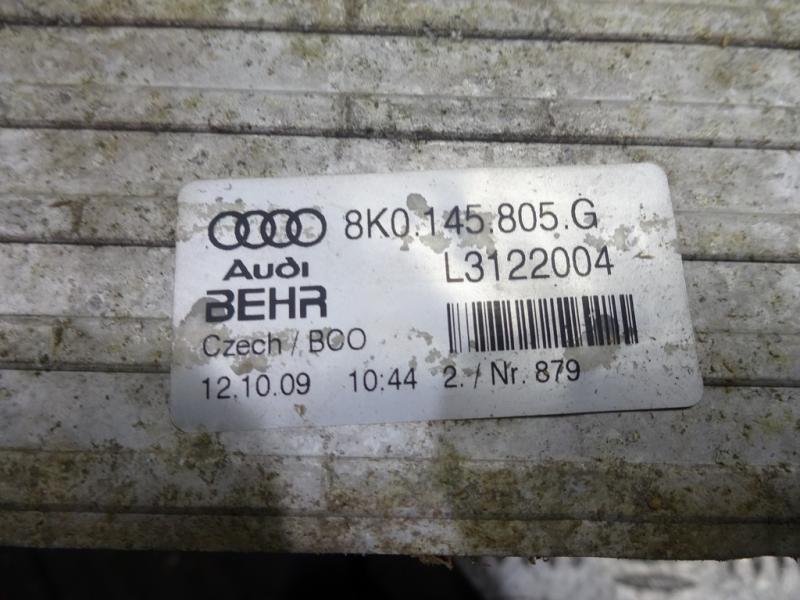 8K0.145.805.G
Audi
L3122004
BEHR
Czech / BCO
12.10.09 10:44 2. / Nr. 879